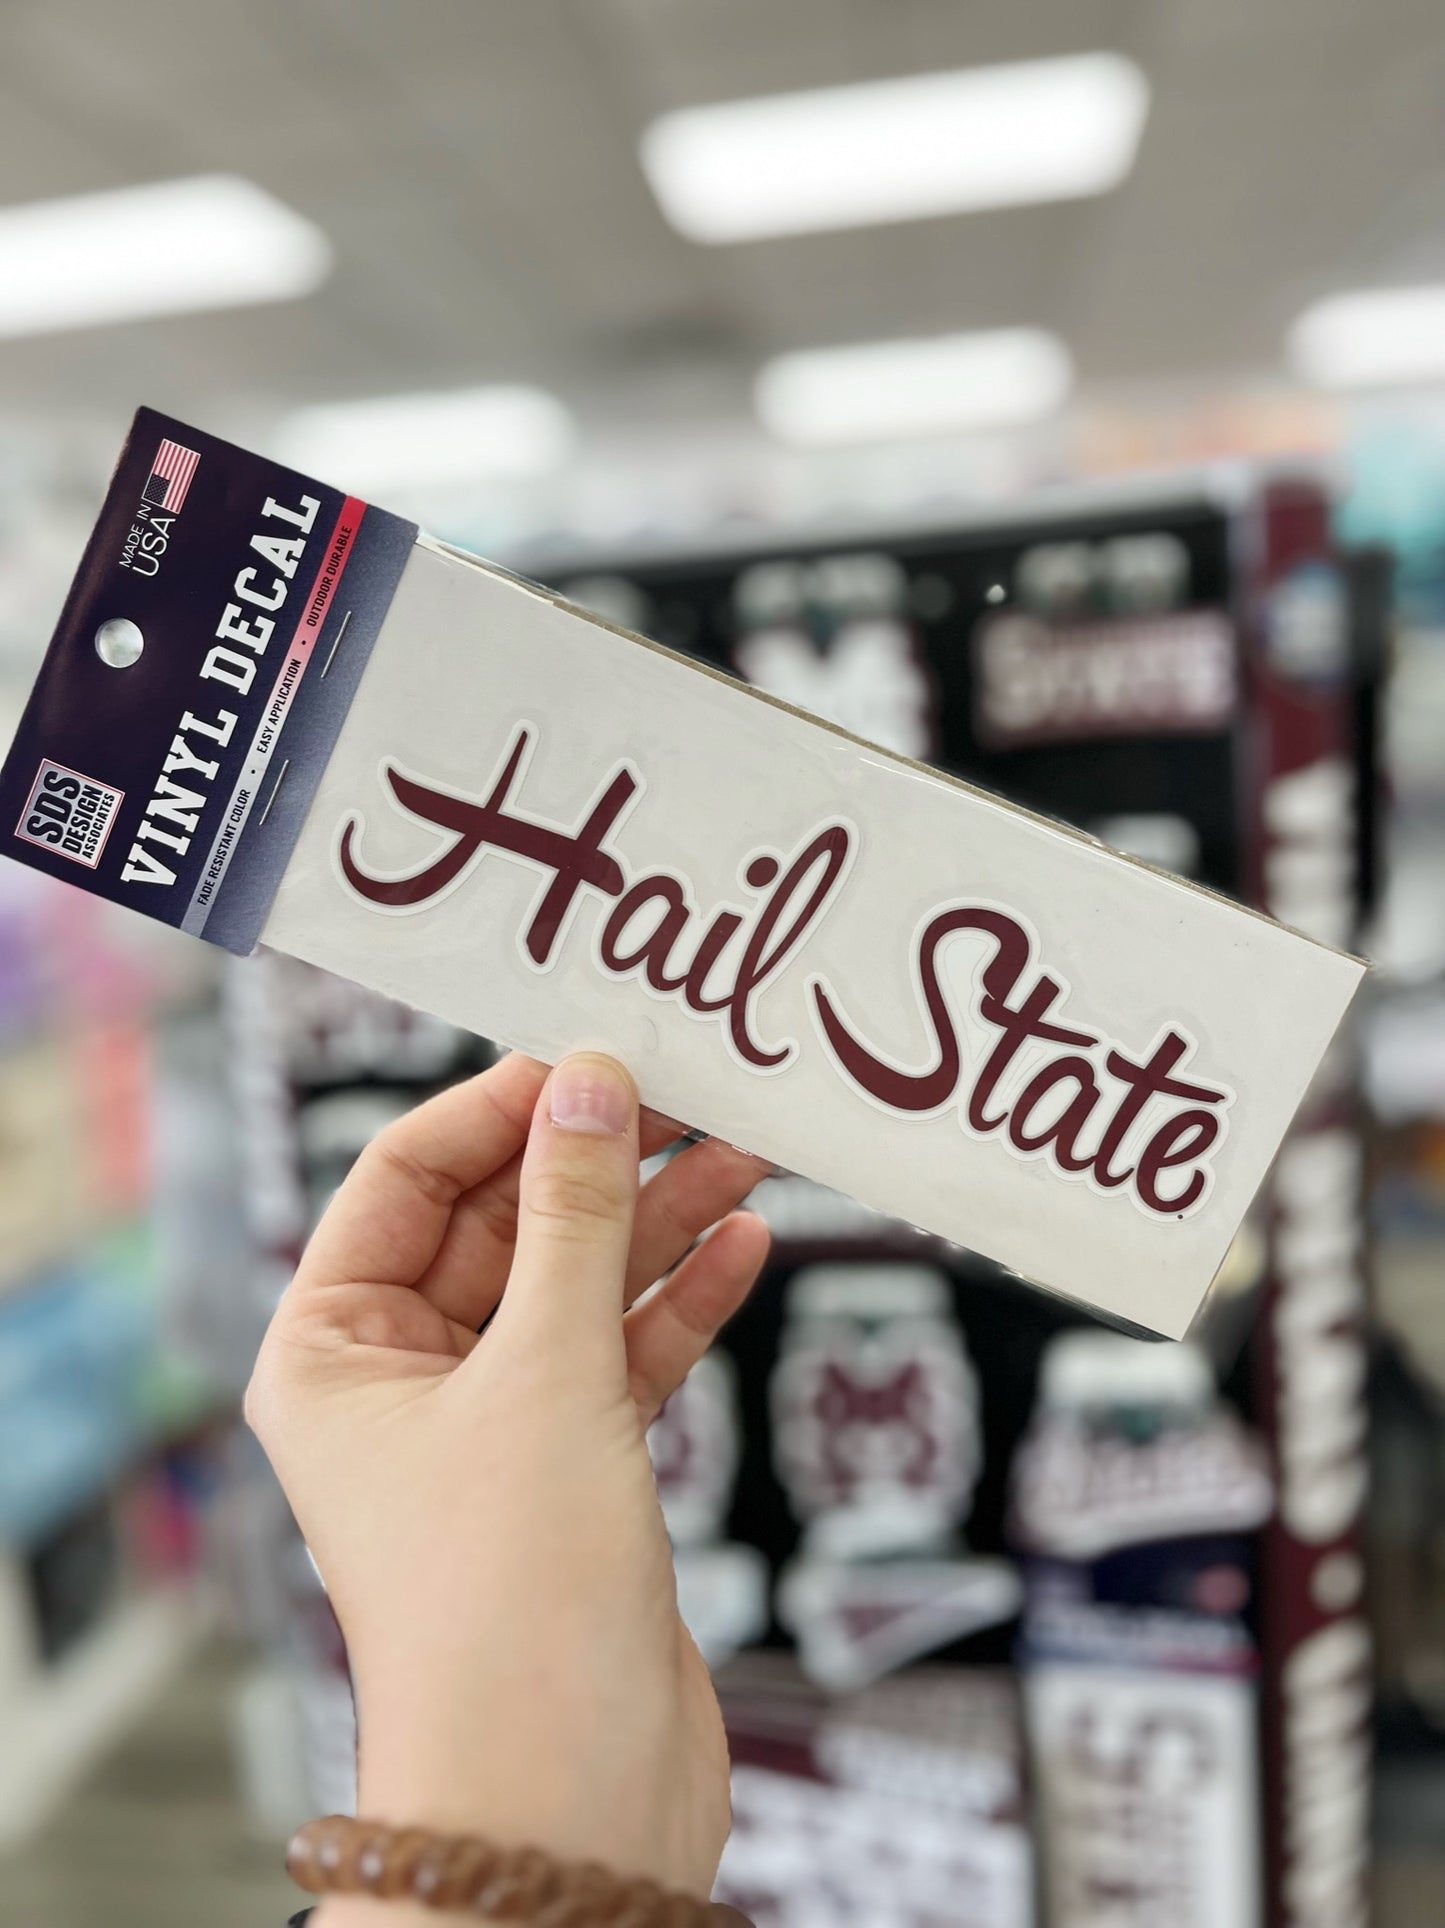 MADE IN
USA
VINYL DECAL
SDS
DESIGN
ASSOCIATES
FADE RESISTANT COLOR • EASY APPLICATION • OUTDOOR DURABLE
Hail State